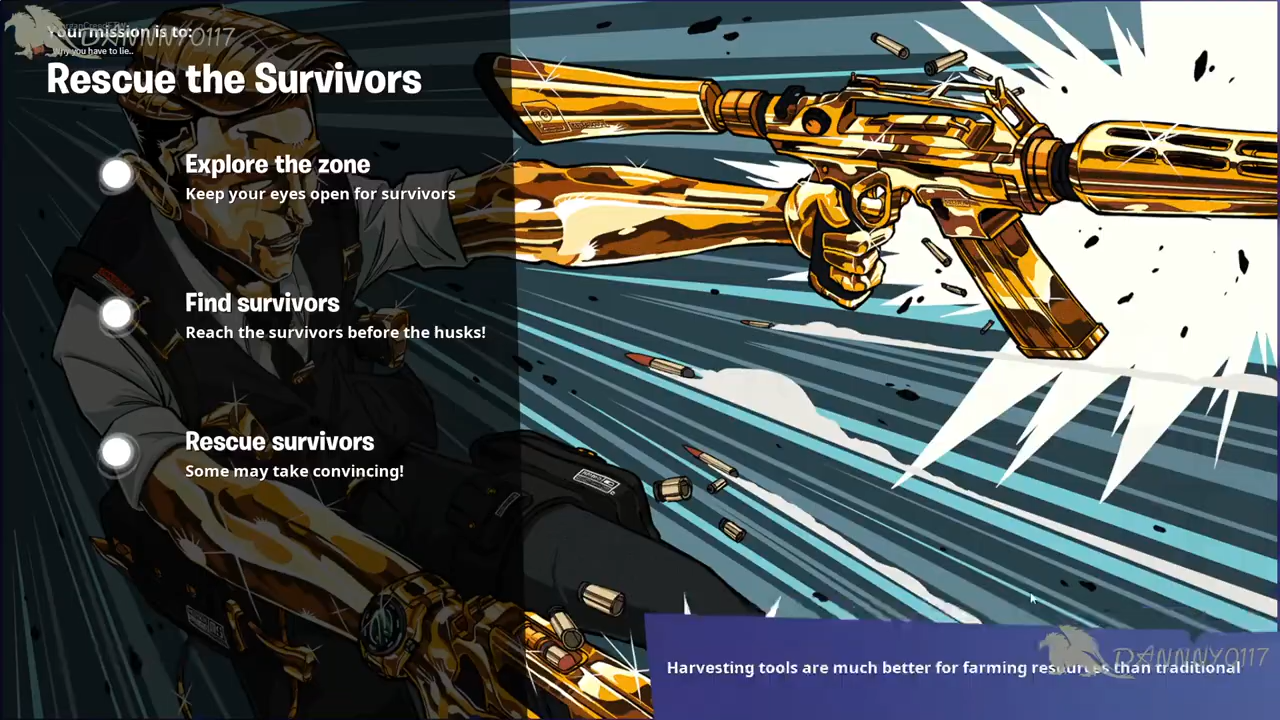 Your mission is to:
DANNNY0117
Rescue the Survivors
Explore the zone
Keep your eyes open for survivors
Find survivors
Reach the survivors before the husks!
Rescue survivors
Some may take convincing!
Harvesting tools are much better for farming resources than traditional
DANNNY0117